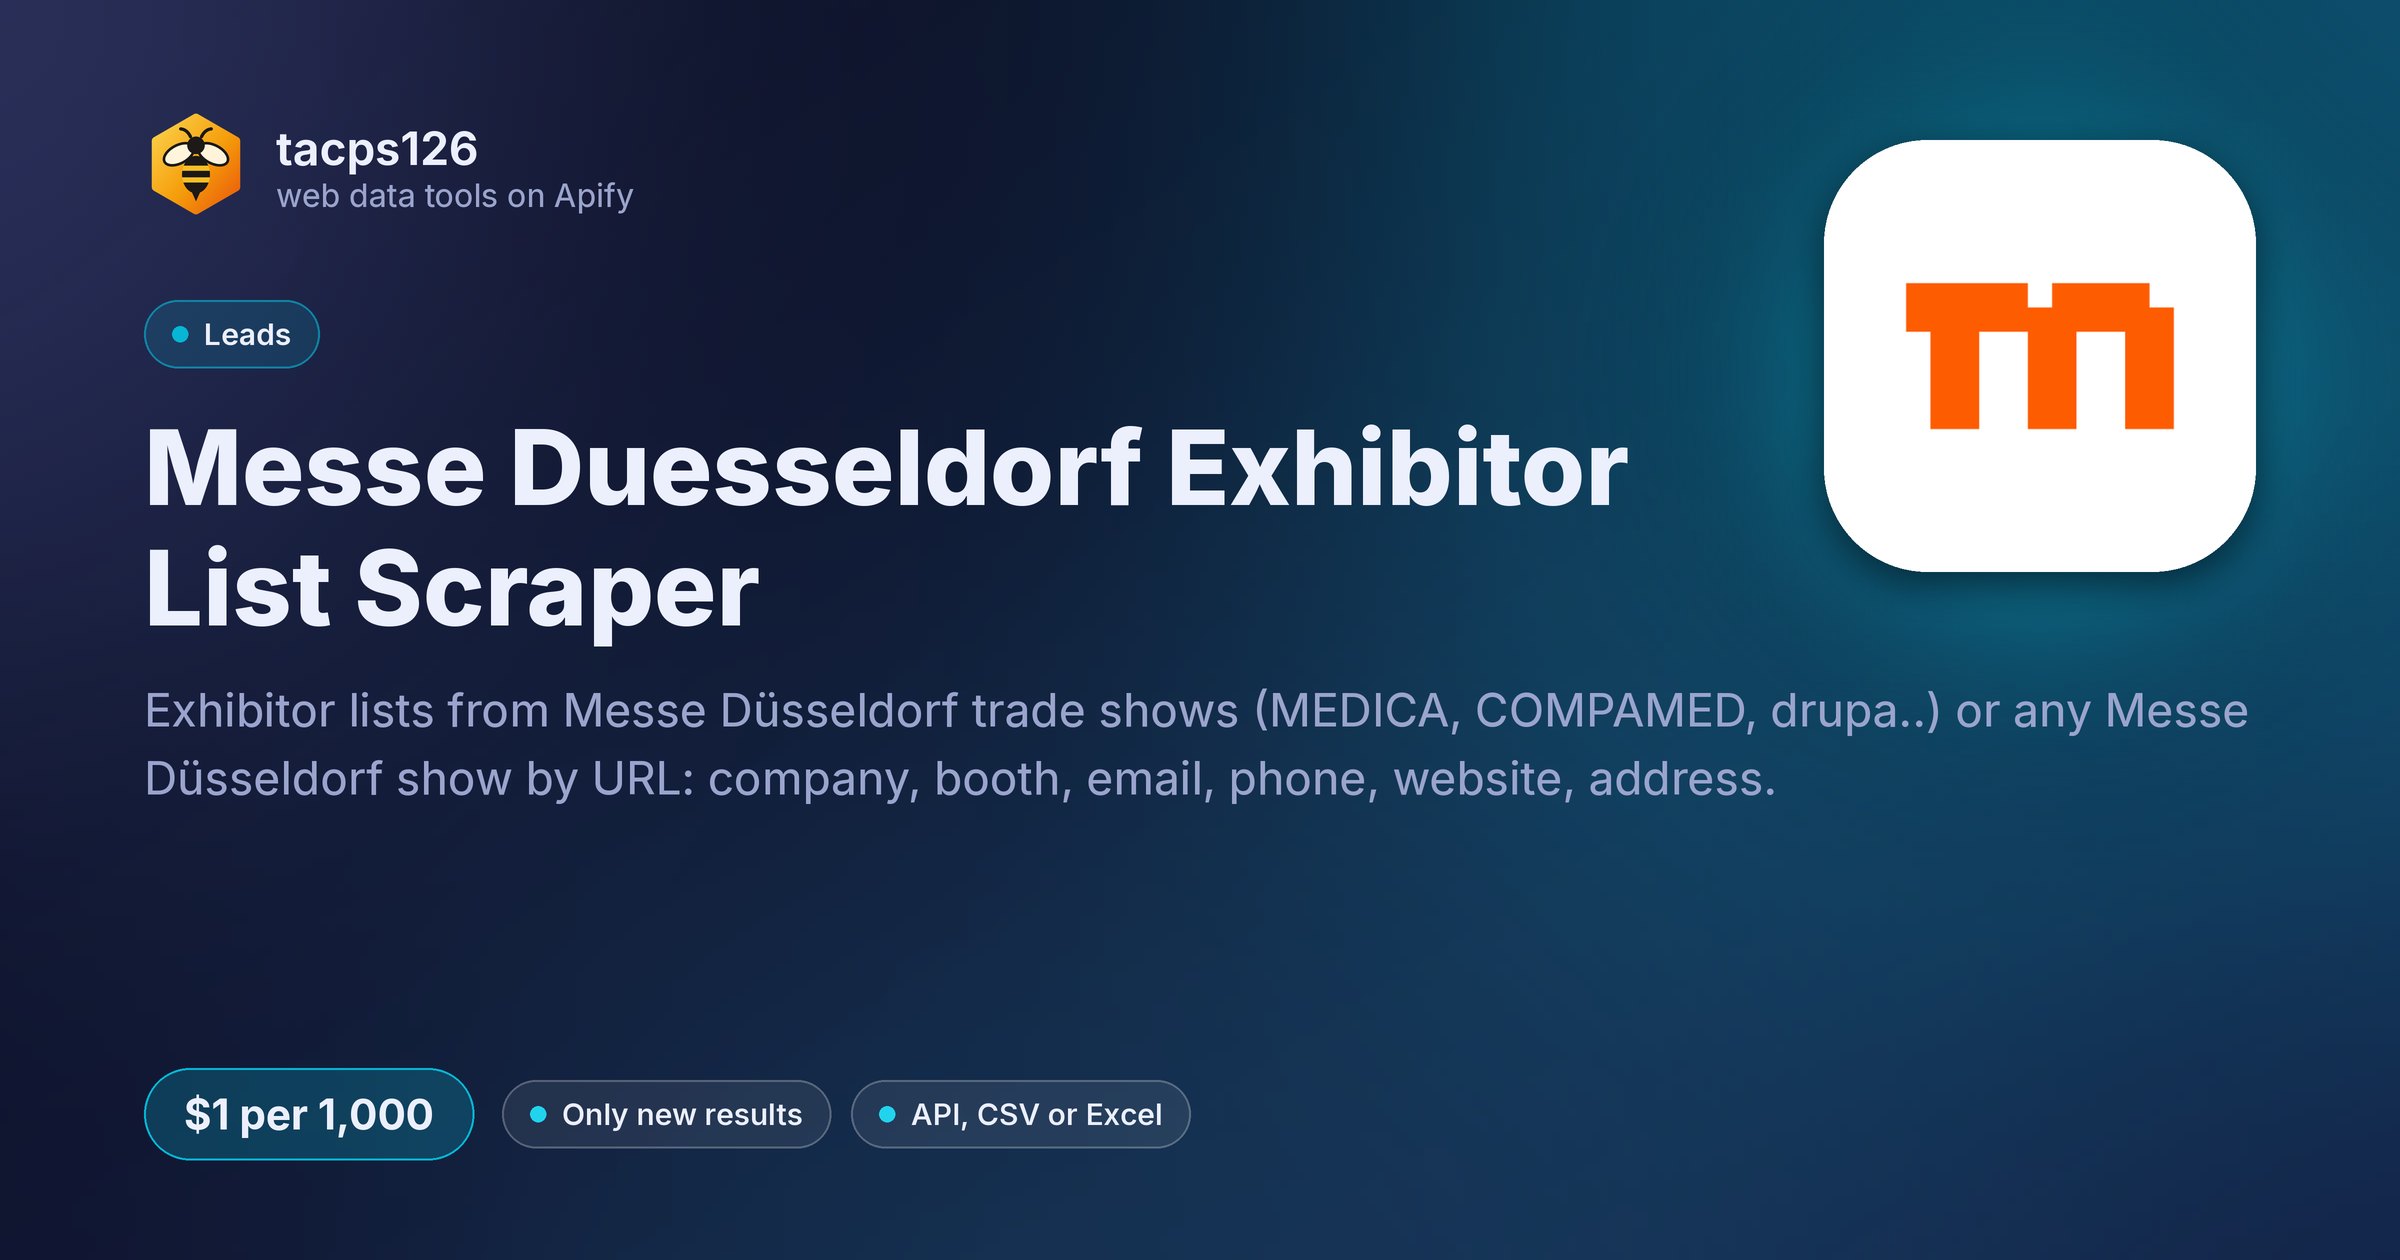 tacps126
web data tools on Apify
Leads
Messe Duesseldorf Exhibitor
List Scraper
Exhibitor lists from Messe Düsseldorf trade shows (MEDICA, COMPAMED, drupa..) or any Messe
Düsseldorf show by URL: company, booth, email, phone, website, address.
$1 per 1,000
Only new results
API, CSV or Excel
m